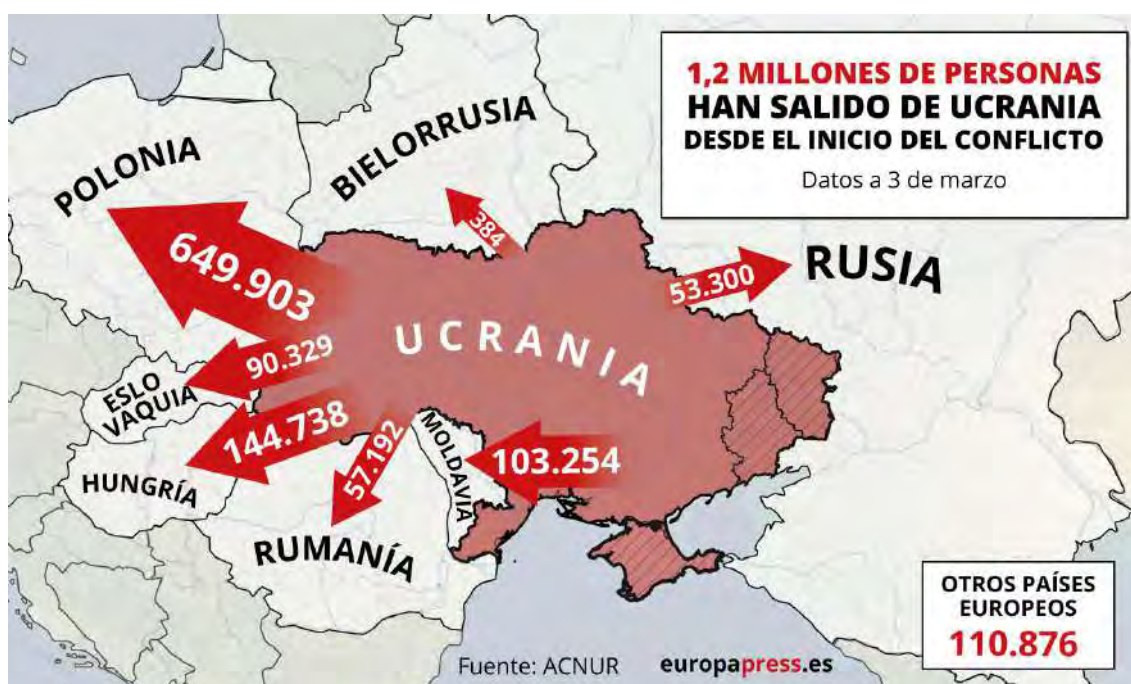 1,2 MILLONES DE PERSONAS
HAN SALIDO DE UCRANIA
DESDE EL INICIO DEL CONFLICTO
Datos a 3 de marzo
POLONIA
BIELORRUSIA
384
649.903
RUSIA
53.300
UCRANIA
90.329
ESLO
VAQUIA
144.738
HUNGRÍA
57.192
MOLDAVIA
103.254
RUMANÍA
OTROS PAÍSES
EUROPEOS
110.876
Fuente: ACNUR
europapress.es